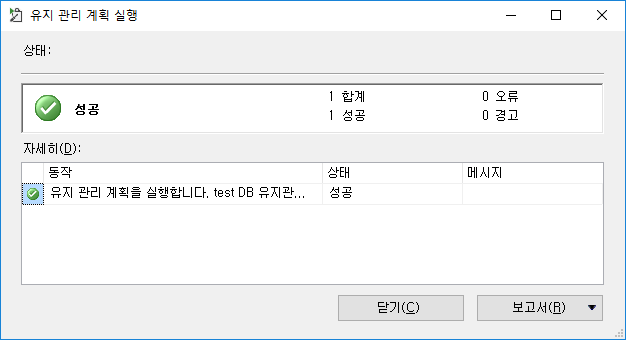 유지 관리 계획 실행
상태:
성공
1 합계 0 오류
1 성공 0 경고
자세히(D):
동작 상태 메시지
유지 관리 계획을 실행합니다. test DB 유지관... 성공
닫기(C) 보고서(R)